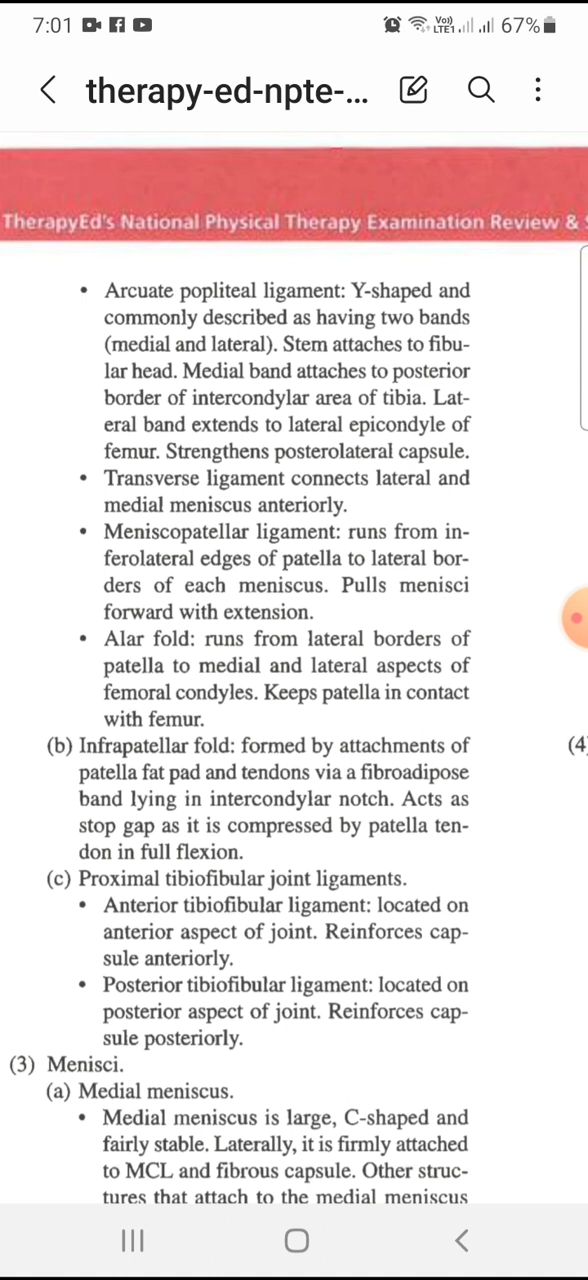 7:01
Vo)) LTE1 67%
therapy-ed-npte-...
TherapyEd's National Physical Therapy Examination Review &
• Arcuate popliteal ligament: Y-shaped and
commonly described as having two bands
(medial and lateral). Stem attaches to fibu-
lar head. Medial band attaches to posterior
border of intercondylar area of tibia. Lat-
eral band extends to lateral epicondyle of
femur. Strengthens posterolateral capsule.
• Transverse ligament connects lateral and
medial meniscus anteriorly.
• Meniscopatellar ligament: runs from in-
ferolateral edges of patella to lateral bor-
ders of each meniscus. Pulls menisci
forward with extension.
• Alar fold: runs from lateral borders of
patella to medial and lateral aspects of
femoral condyles. Keeps patella in contact
with femur.
(b) Infrapatellar fold: formed by attachments of
patella fat pad and tendons via a fibroadipose
band lying in intercondylar notch. Acts as
stop gap as it is compressed by patella ten-
don in full flexion.
(c) Proximal tibiofibular joint ligaments.
• Anterior tibiofibular ligament: located on
anterior aspect of joint. Reinforces cap-
sule anteriorly.
• Posterior tibiofibular ligament: located on
posterior aspect of joint. Reinforces cap-
sule posteriorly.
(3) Menisci.
(a) Medial meniscus.
• Medial meniscus is large, C-shaped and
fairly stable. Laterally, it is firmly attached
to MCL and fibrous capsule. Other struc-
tures that attach to the medial meniscus
(4